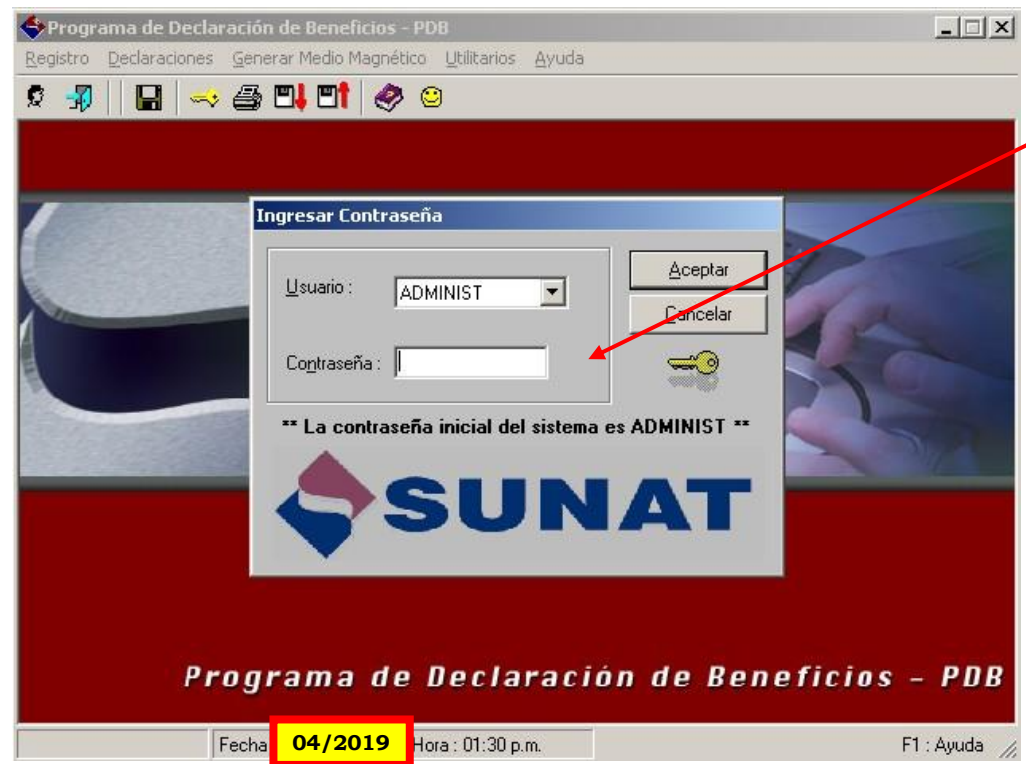 Programa de Declaración de Beneficios - PDB
Registro Declaraciones Generar Medio Magnético Utilitarios Ayuda
Ingresar Contraseña
Usuario : ADMINIST
Aceptar
Cancelar
Contraseña :
** La contraseña inicial del sistema es ADMINIST **
SUNAT
Programa de Declaración de Beneficios - PDB
Fecha 04/2019 Hora : 01:30 p.m. F1 : Ayuda